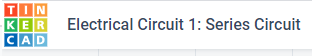 TIN
KER
CAD
Electrical Circuit 1: Series Circuit